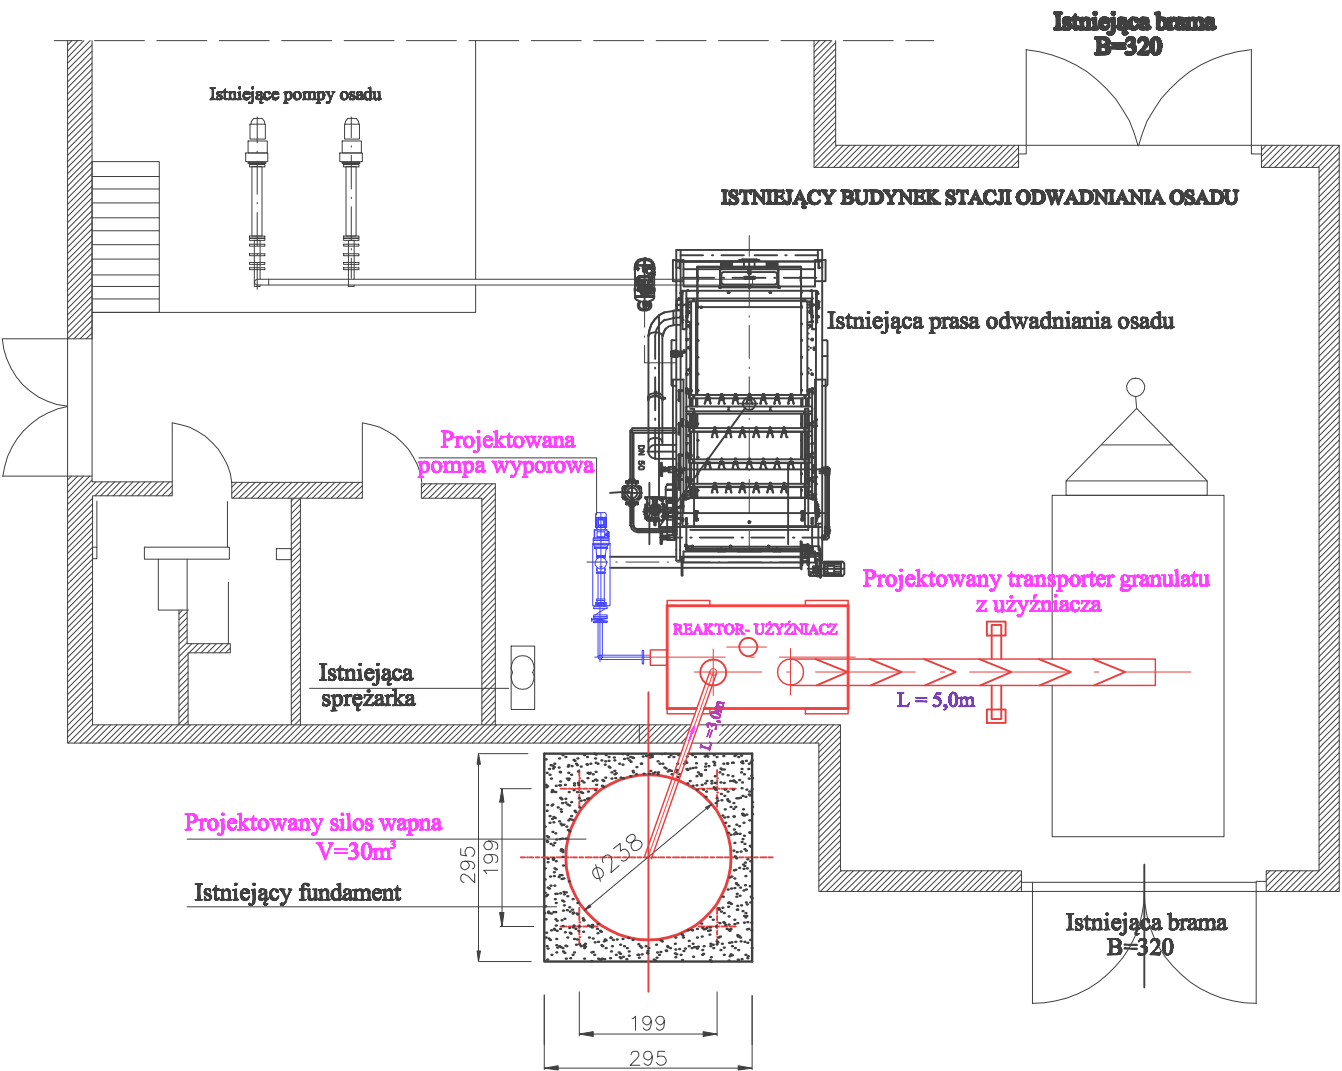 Istniejąca brama
B=320
Istniejące pompy osadu
ISTNIEJĄCY BUDYNEK STACJI ODWADNIANIA OSADU
Istniejąca prasa odwadniania osadu
Projektowana
pompa wyporowa
DN 50
Projektowany transporter granulatu
z użyźniacza
REAKTOR- UŻYŹNIACZ
Istniejąca
sprężarka
L = 5,0m
L =3,0m
Projektowany silos wapna
V=30m³
Istniejący fundament
295
199
ø238
Istniejąca brama
B=320
199
295